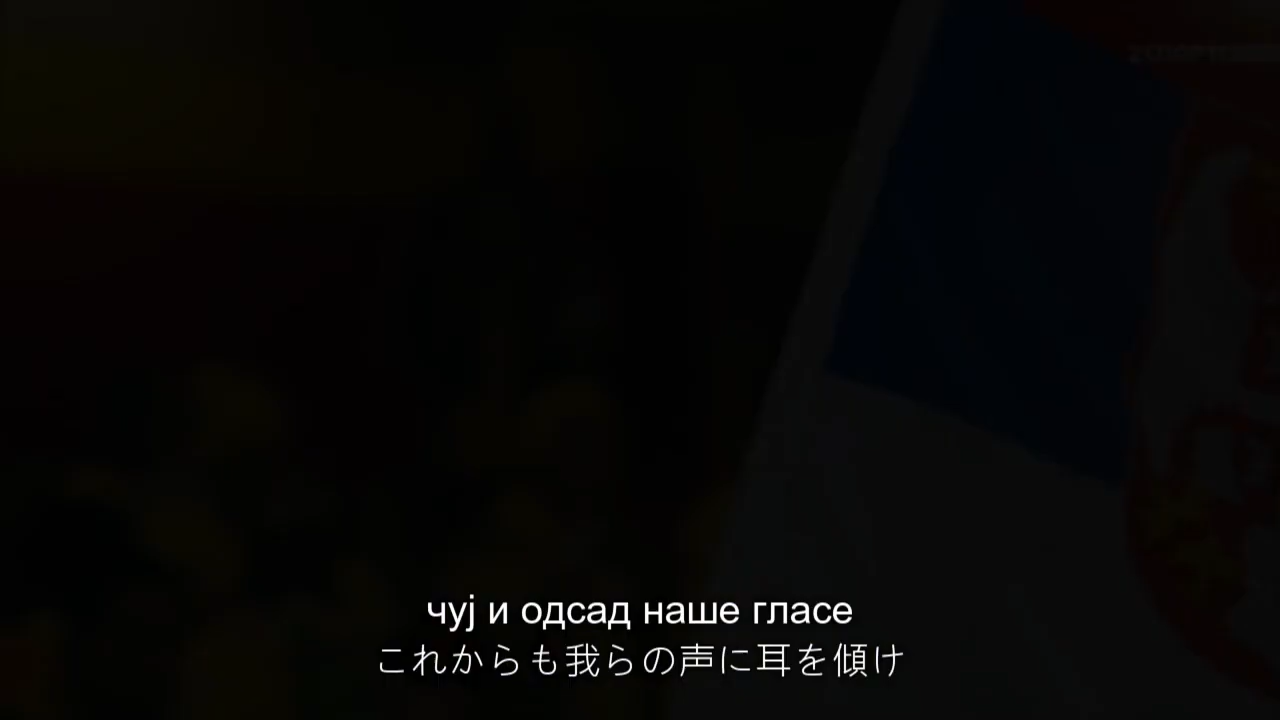 чуј и одсад наше гласе
これからも我らの声に耳を傾け